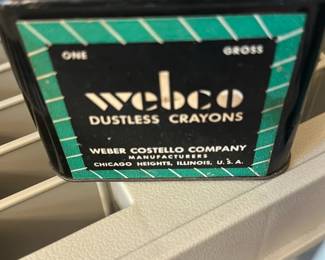 ONE GROSS
webco
DUSTLESS CRAYONS
WEBER COSTELLO COMPANY
MANUFACTURERS
CHICAGO HEIGHTS, ILLINOIS, U.S.A.